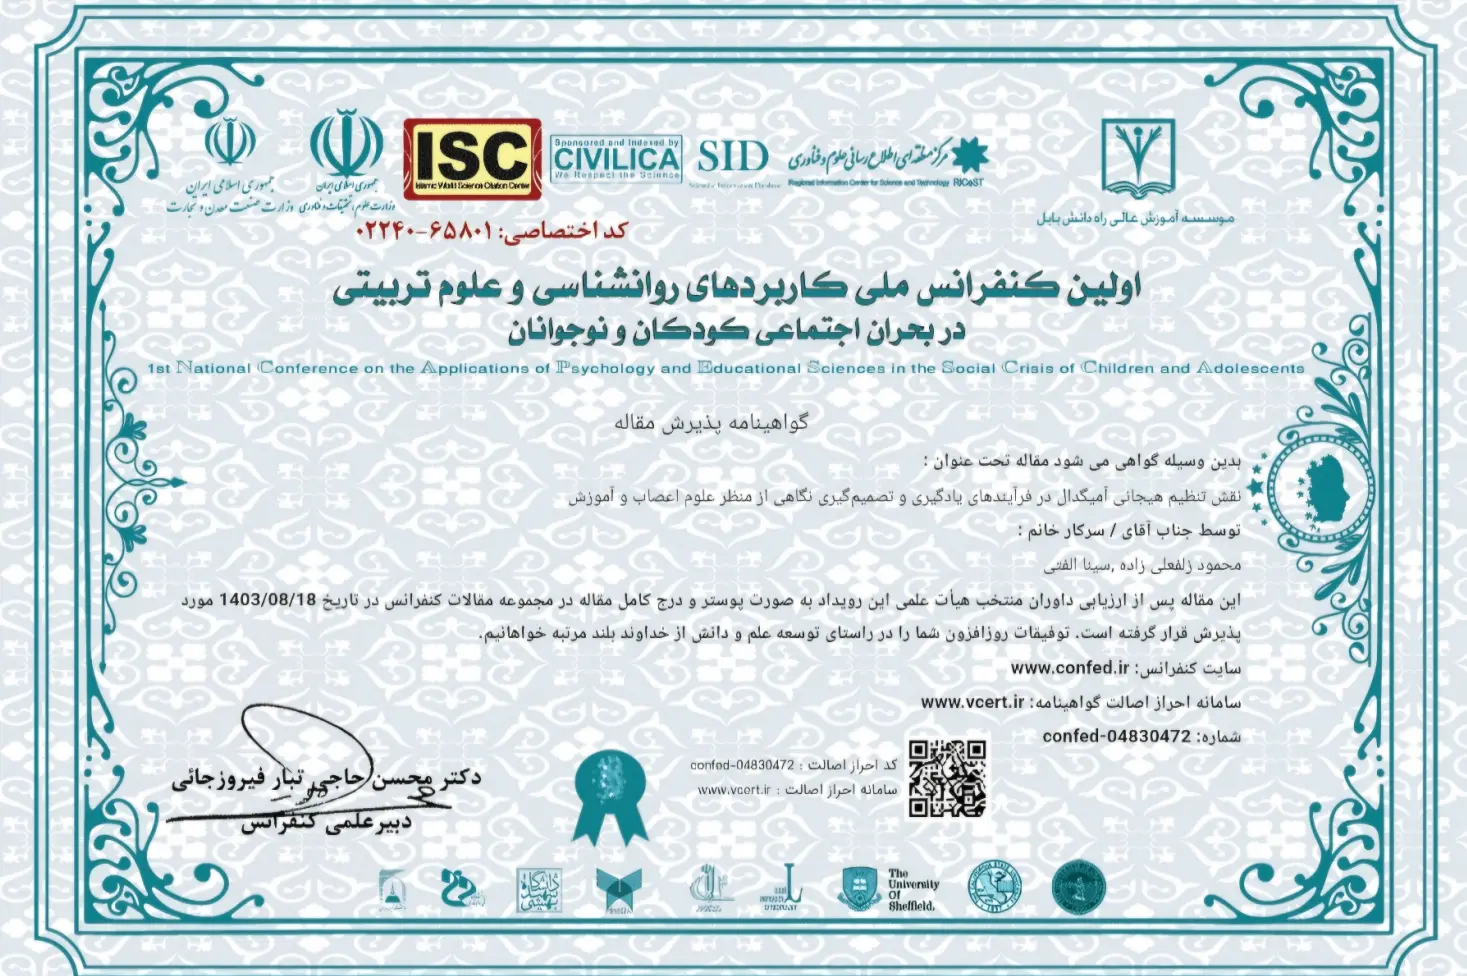 جمهوری اسلامی ایران
وزارت صنعت معدن و تجارت
جمهوری اسلامی ایران
وزارت علوم، تحقیقات و فناوری
ISC
Islamic World Science Citation Center
Sponsored and Indexed by
CIVILICA
We Respect the Science
SID
Scientific Information Database
مرکز منطقه ای اطلاع رسانی علوم و فناوری
Regional Information Center for Science and Technology RICeST
موسسه آموزش عالی راه دانش بابل
کد اختصاصی: ۶۵۸۰۱-۰۲۲۴۰
اولین کنفرانس ملی کاربردهای روانشناسی و علوم تربیتی
در بحران اجتماعی کودکان و نوجوانان
1st National Conference on the Applications of Psychology and Educational Sciences in the Social Crisis of Children and Adolescents
گواهینامه پذیرش مقاله
بدین وسیله گواهی می شود مقاله تحت عنوان :
نقش تنظیم هیجانی آمیگدال در فرآیندهای یادگیری و تصمیم‌گیری نگاهی از منظر علوم اعصاب و آموزش
توسط جناب آقای / سرکار خانم :
محمود زلفعلی زاده ,سینا الفتی
این مقاله پس از ارزیابی داوران منتخب هیأت علمی این رویداد به صورت پوستر و درج کامل مقاله در مجموعه مقالات کنفرانس در تاریخ 1403/08/18 مورد
پذیرش قرار گرفته است. توفیقات روزافزون شما را در راستای توسعه علم و دانش از خداوند بلند مرتبه خواهانیم.
سایت کنفرانس: www.confed.ir
سامانه احراز اصالت گواهینامه: www.vcert.ir
شماره: confed-04830472
کد احراز اصالت : confed-04830472
سامانه احراز اصالت : www.vcert.ir
دکتر محسن حاجی تبار فیروزجائی
دبیرعلمی کنفرانس
The
University
Of
Sheffield.